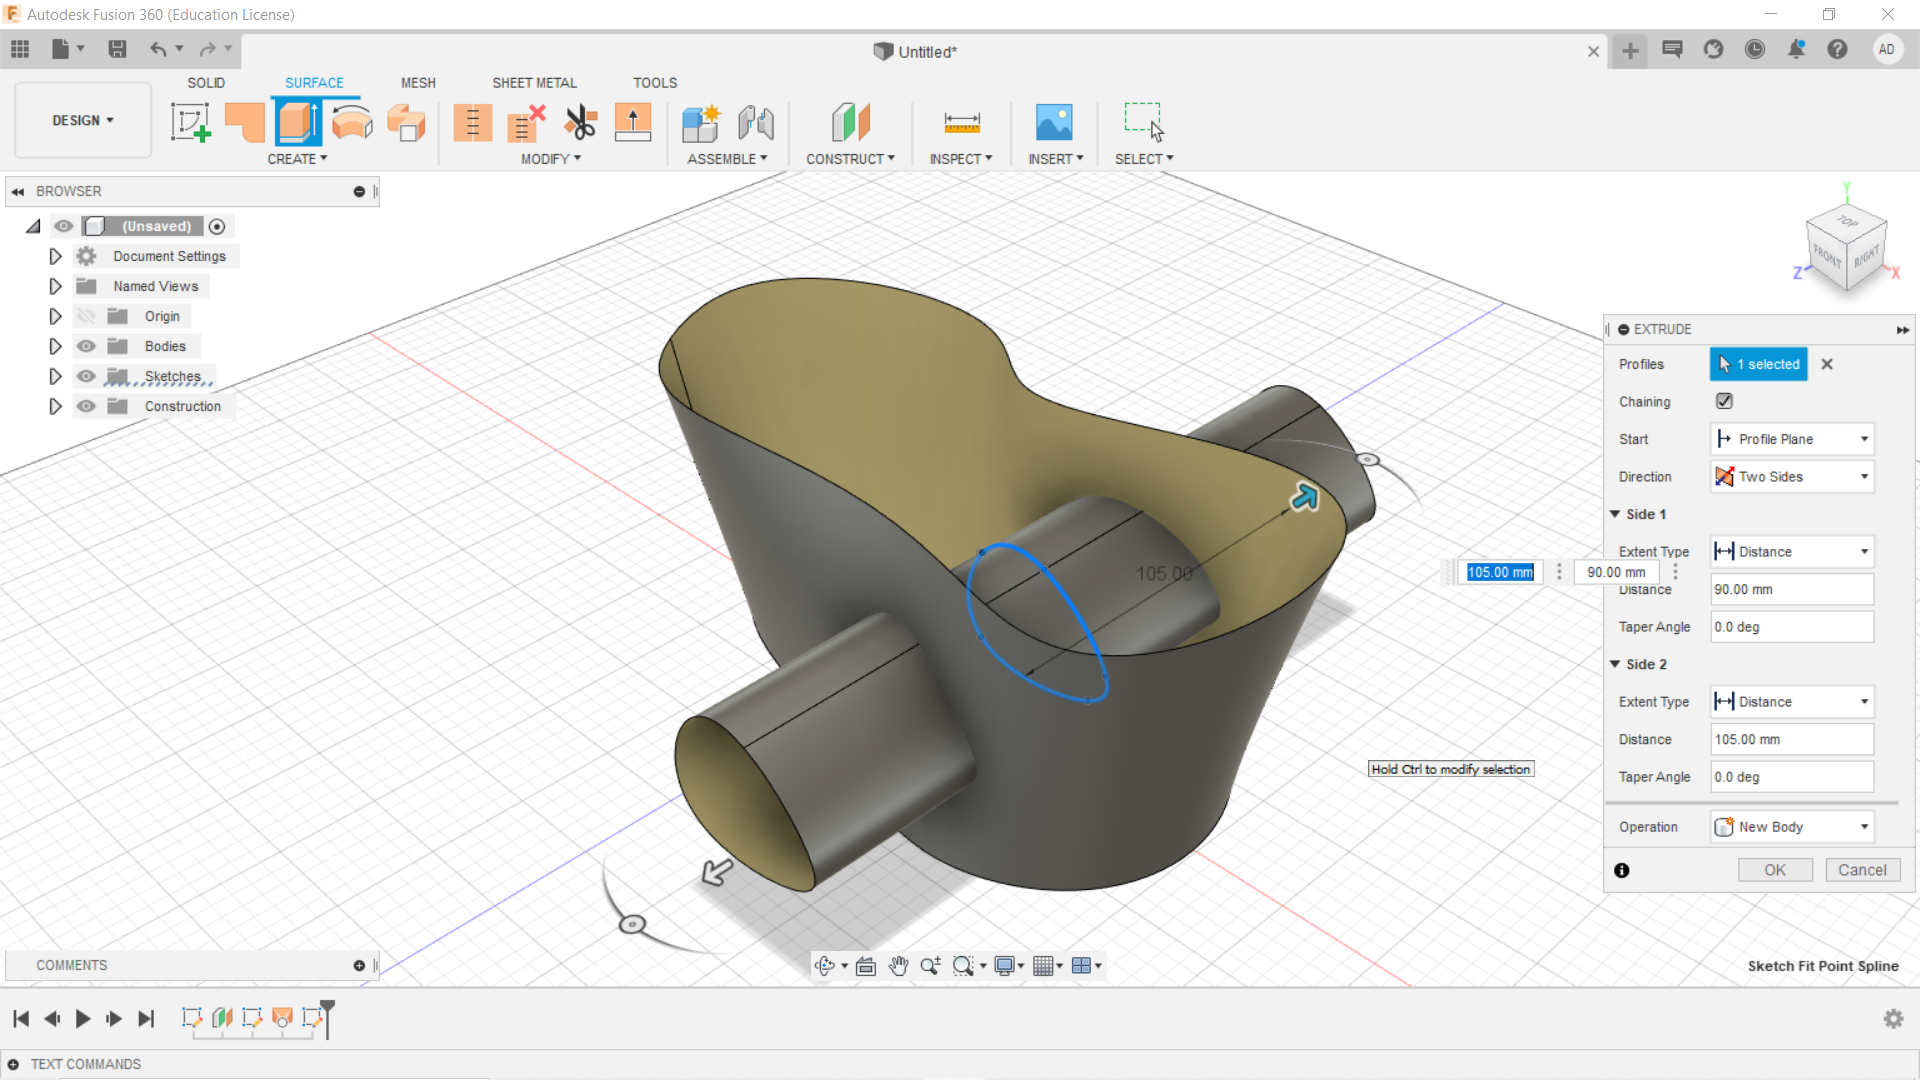 Autodesk Fusion 360 (Education License)
Untitled*
AD
SOLID SURFACE MESH SHEET METAL TOOLS
DESIGN
CREATE MODIFY ASSEMBLE CONSTRUCT INSPECT INSERT SELECT
BROWSER
(Unsaved)
Document Settings
Named Views
Origin
Bodies
Sketches
Construction
Y
TOP
FRONT
RIGHT
Z
X
105.00
105.00 mm
90.00 mm
EXTRUDE
Profiles 1 selected
Chaining
Start Profile Plane
Direction Two Sides
Side 1
Extent Type Distance
Distance 90.00 mm
Taper Angle 0.0 deg
Side 2
Extent Type Distance
Distance 105.00 mm
Taper Angle 0.0 deg
Operation New Body
OK Cancel
Hold Ctrl to modify selection
COMMENTS
Sketch Fit Point Spline
TEXT COMMANDS